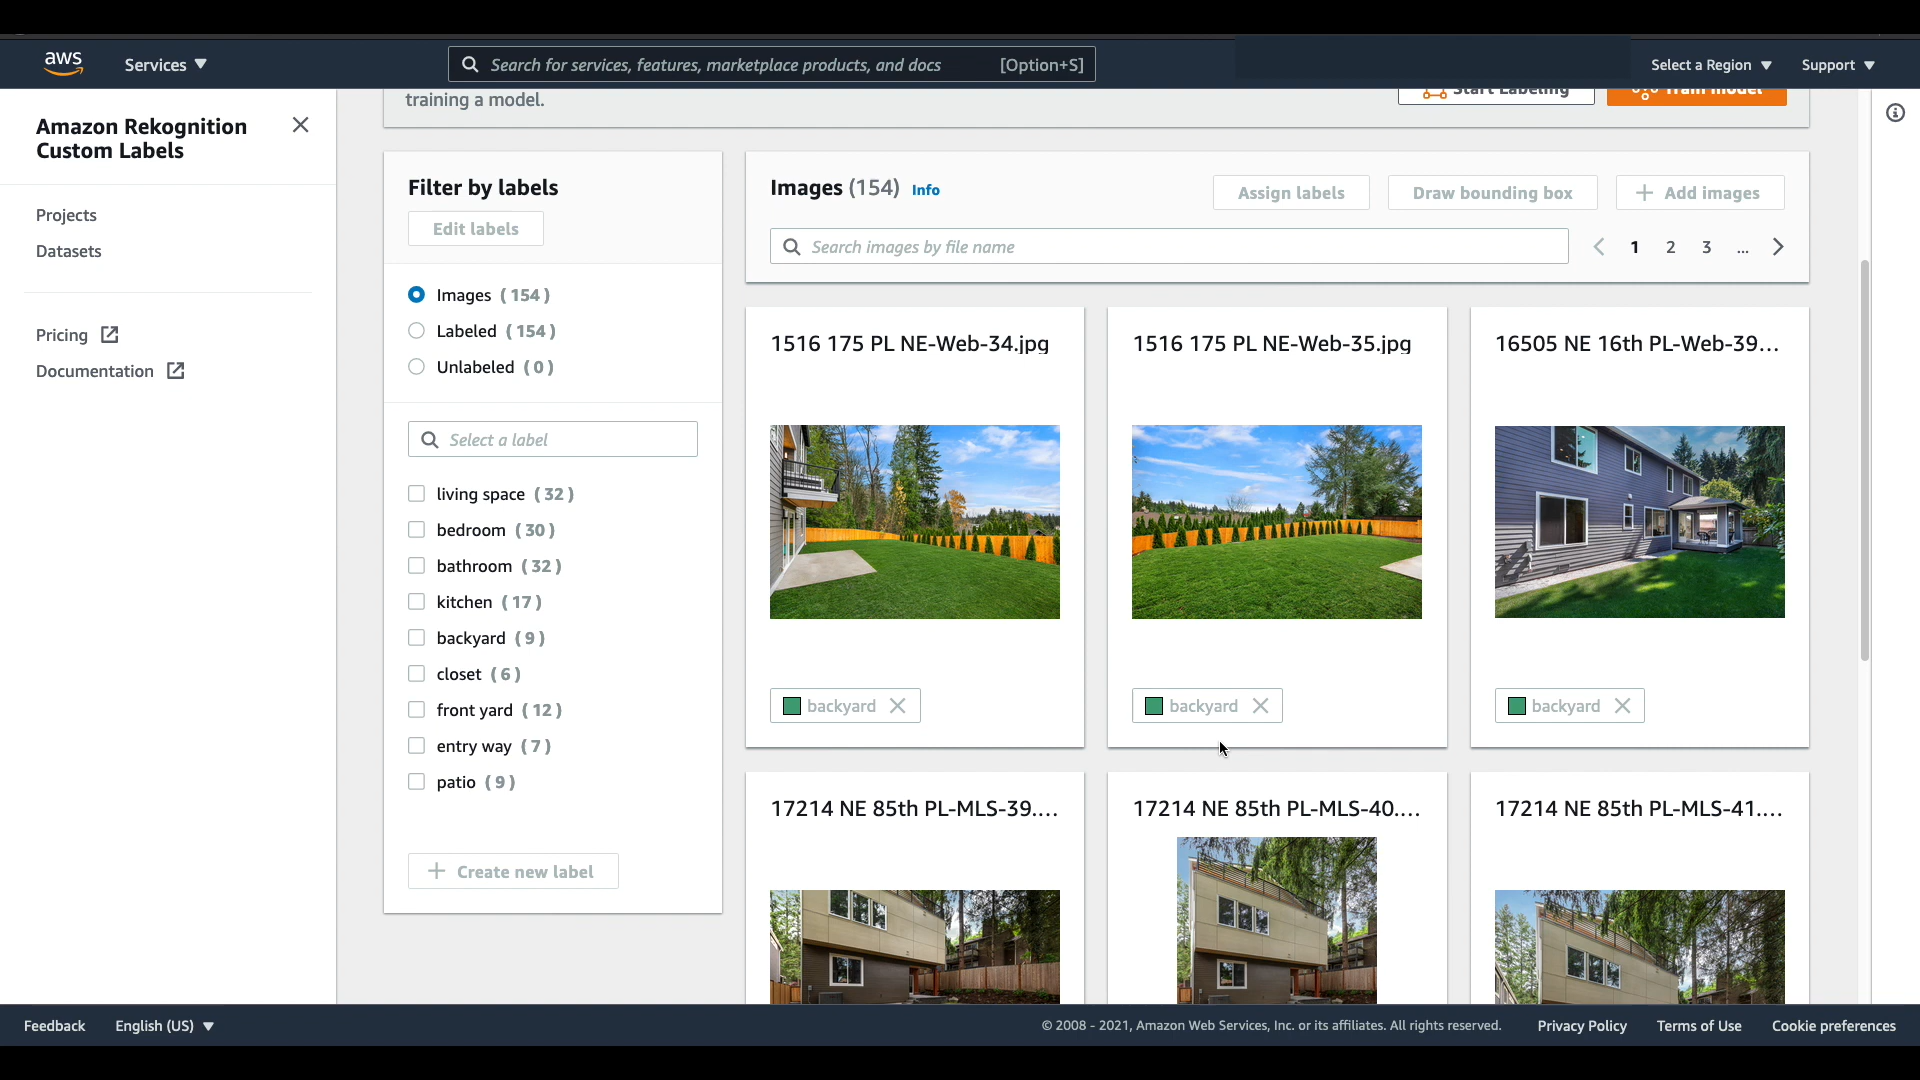 aws
Services
Search for services, features, marketplace products, and docs
[Option+S]
Select a Region
Support
Amazon Rekognition
Custom Labels
Projects
Datasets
Pricing
Documentation
training a model.
Start Labeling
Train model
Filter by labels
Edit labels
Images ( 154 )
Labeled ( 154 )
Unlabeled ( 0 )
Select a label
living space ( 32 )
bedroom ( 30 )
bathroom ( 32 )
kitchen ( 17 )
backyard ( 9 )
closet ( 6 )
front yard ( 12 )
entry way ( 7 )
patio ( 9 )
Create new label
Images (154) Info
Assign labels
Draw bounding box
Add images
Search images by file name
1 2 3 ...
1516 175 PL NE-Web-34.jpg
1516 175 PL NE-Web-35.jpg
16505 NE 16th PL-Web-39...
backyard
backyard
backyard
17214 NE 85th PL-MLS-39....
17214 NE 85th PL-MLS-40....
17214 NE 85th PL-MLS-41....
Feedback
English (US)
© 2008 - 2021, Amazon Web Services, Inc. or its affiliates. All rights reserved.
Privacy Policy
Terms of Use
Cookie preferences